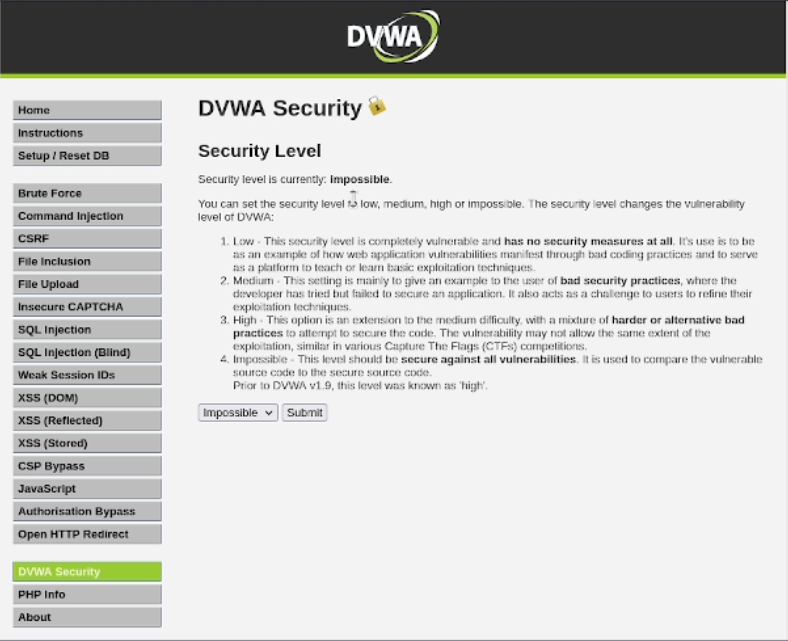 DVWA
Home
Instructions
Setup / Reset DB
Brute Force
Command Injection
CSRF
File Inclusion
File Upload
Insecure CAPTCHA
SQL Injection
SQL Injection (Blind)
Weak Session IDs
XSS (DOM)
XSS (Reflected)
XSS (Stored)
CSP Bypass
JavaScript
Authorisation Bypass
Open HTTP Redirect
DVWA Security
PHP Info
About
DVWA Security
Security Level
Security level is currently: impossible.
You can set the security level to low, medium, high or impossible. The security level changes the vulnerability
level of DVWA:
1. Low - This security level is completely vulnerable and has no security measures at all. It's use is to be
as an example of how web application vulnerabilities manifest through bad coding practices and to serve
as a platform to teach or learn basic exploitation techniques.
2. Medium - This setting is mainly to give an example to the user of bad security practices, where the
developer has tried but failed to secure an application. It also acts as a challenge to users to refine their
exploitation techniques.
3. High - This option is an extension to the medium difficulty, with a mixture of harder or alternative bad
practices to attempt to secure the code. The vulnerability may not allow the same extent of the
exploitation, similar in various Capture The Flags (CTFs) competitions.
4. Impossible - This level should be secure against all vulnerabilities. It is used to compare the vulnerable
source code to the secure source code.
Prior to DVWA v1.9, this level was known as 'high'.
Impossible
Submit